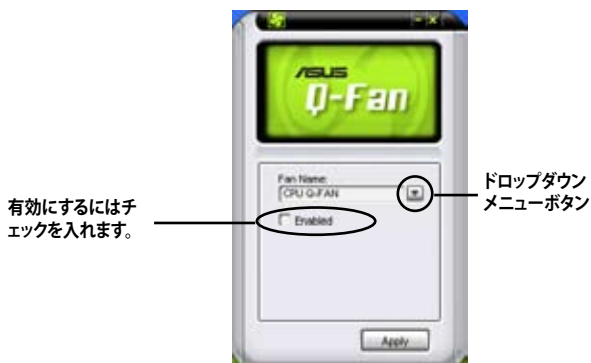 ASUS
Q-Fan
Fan Name:
CPU Q-FAN
Enabled
Apply
有効にするにはチ
ェックを入れます。
ドロップダウン
メニューボタン